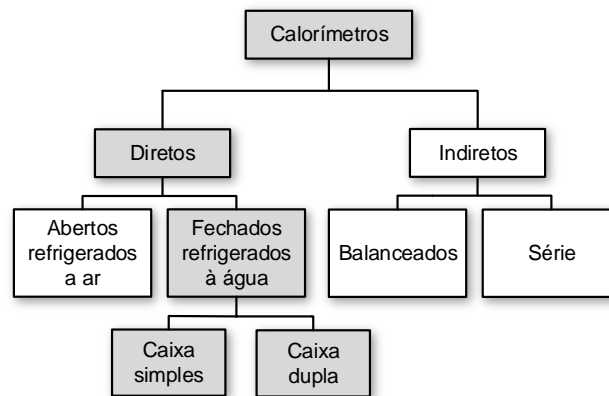 Calorímetros
Diretos
Indiretos
Abertos
refrigerados
a ar
Fechados
refrigerados
à água
Balanceados
Série
Caixa
simples
Caixa
dupla